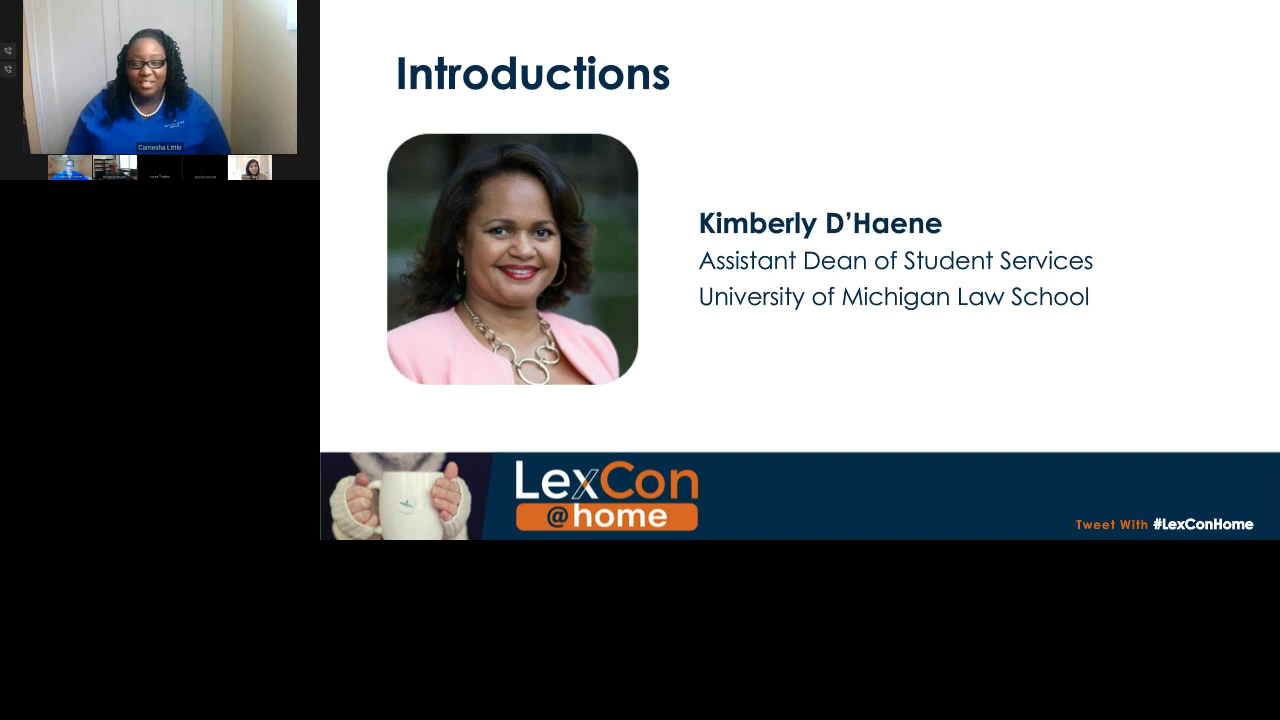 Camesha Little
Introductions
Kimberly D’Haene
Assistant Dean of Student Services
University of Michigan Law School
LexCon
@home
Tweet With #LexConHome